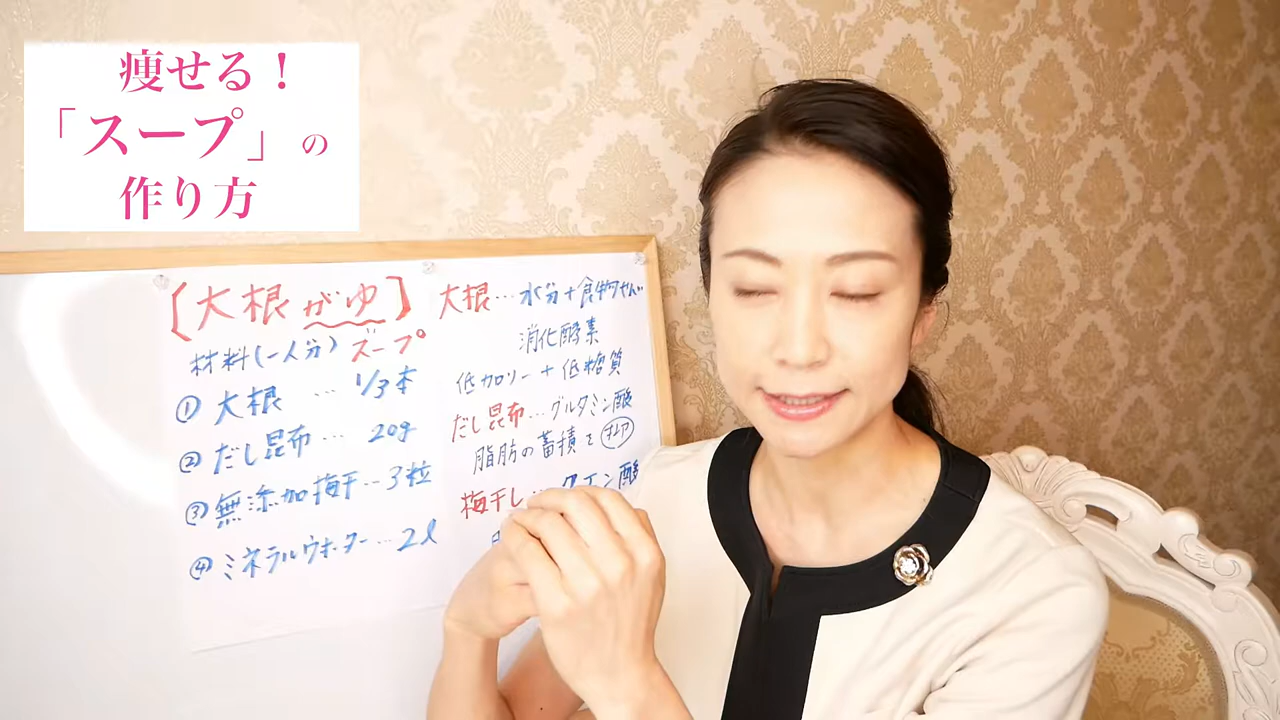 痩せる！
「スープ」の
作り方
【大根がゆ】
ズープ
材料(一人分)
① 大根 … 1/3本
② だし昆布 … 20g
③ 無添加梅干… 3粒
④ ミネラルウォーター… 2ℓ
大根… 水分+食物せんい
消化酵素
低カロリー+低糖質
だし昆布… グルタミン酸
脂肪の蓄積を抑
梅干し… クエン酸